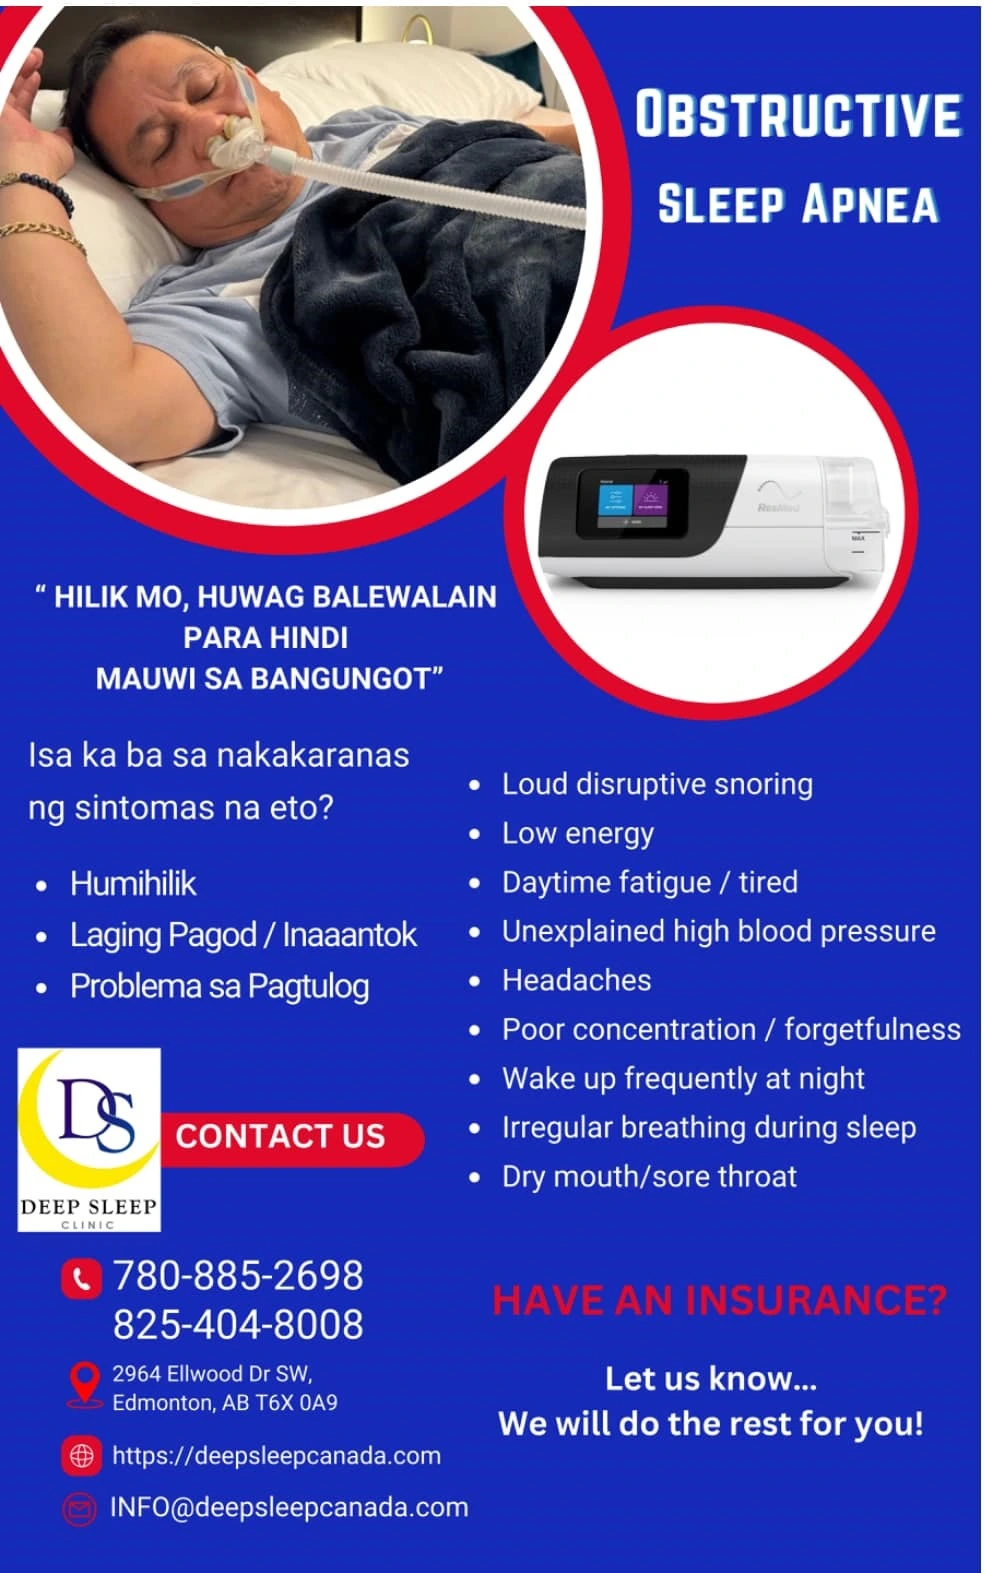 OBSTRUCTIVE
SLEEP APNEA
ResMed
MAX
“ HILIK MO, HUWAG BALEWALAIN
PARA HINDI
MAUWI SA BANGUNGOT”
Isa ka ba sa nakakaranas
ng sintomas na eto?
• Humihilik
• Laging Pagod / Inaaantok
• Problema sa Pagtulog
• Loud disruptive snoring
• Low energy
• Daytime fatigue / tired
• Unexplained high blood pressure
• Headaches
• Poor concentration / forgetfulness
• Wake up frequently at night
• Irregular breathing during sleep
• Dry mouth/sore throat
DS
DEEP SLEEP
CLINIC
CONTACT US
780-885-2698
825-404-8008
2964 Ellwood Dr SW,
Edmonton, AB T6X 0A9
https://deepsleepcanada.com
INFO@deepsleepcanada.com
HAVE AN INSURANCE?
Let us know...
We will do the rest for you!